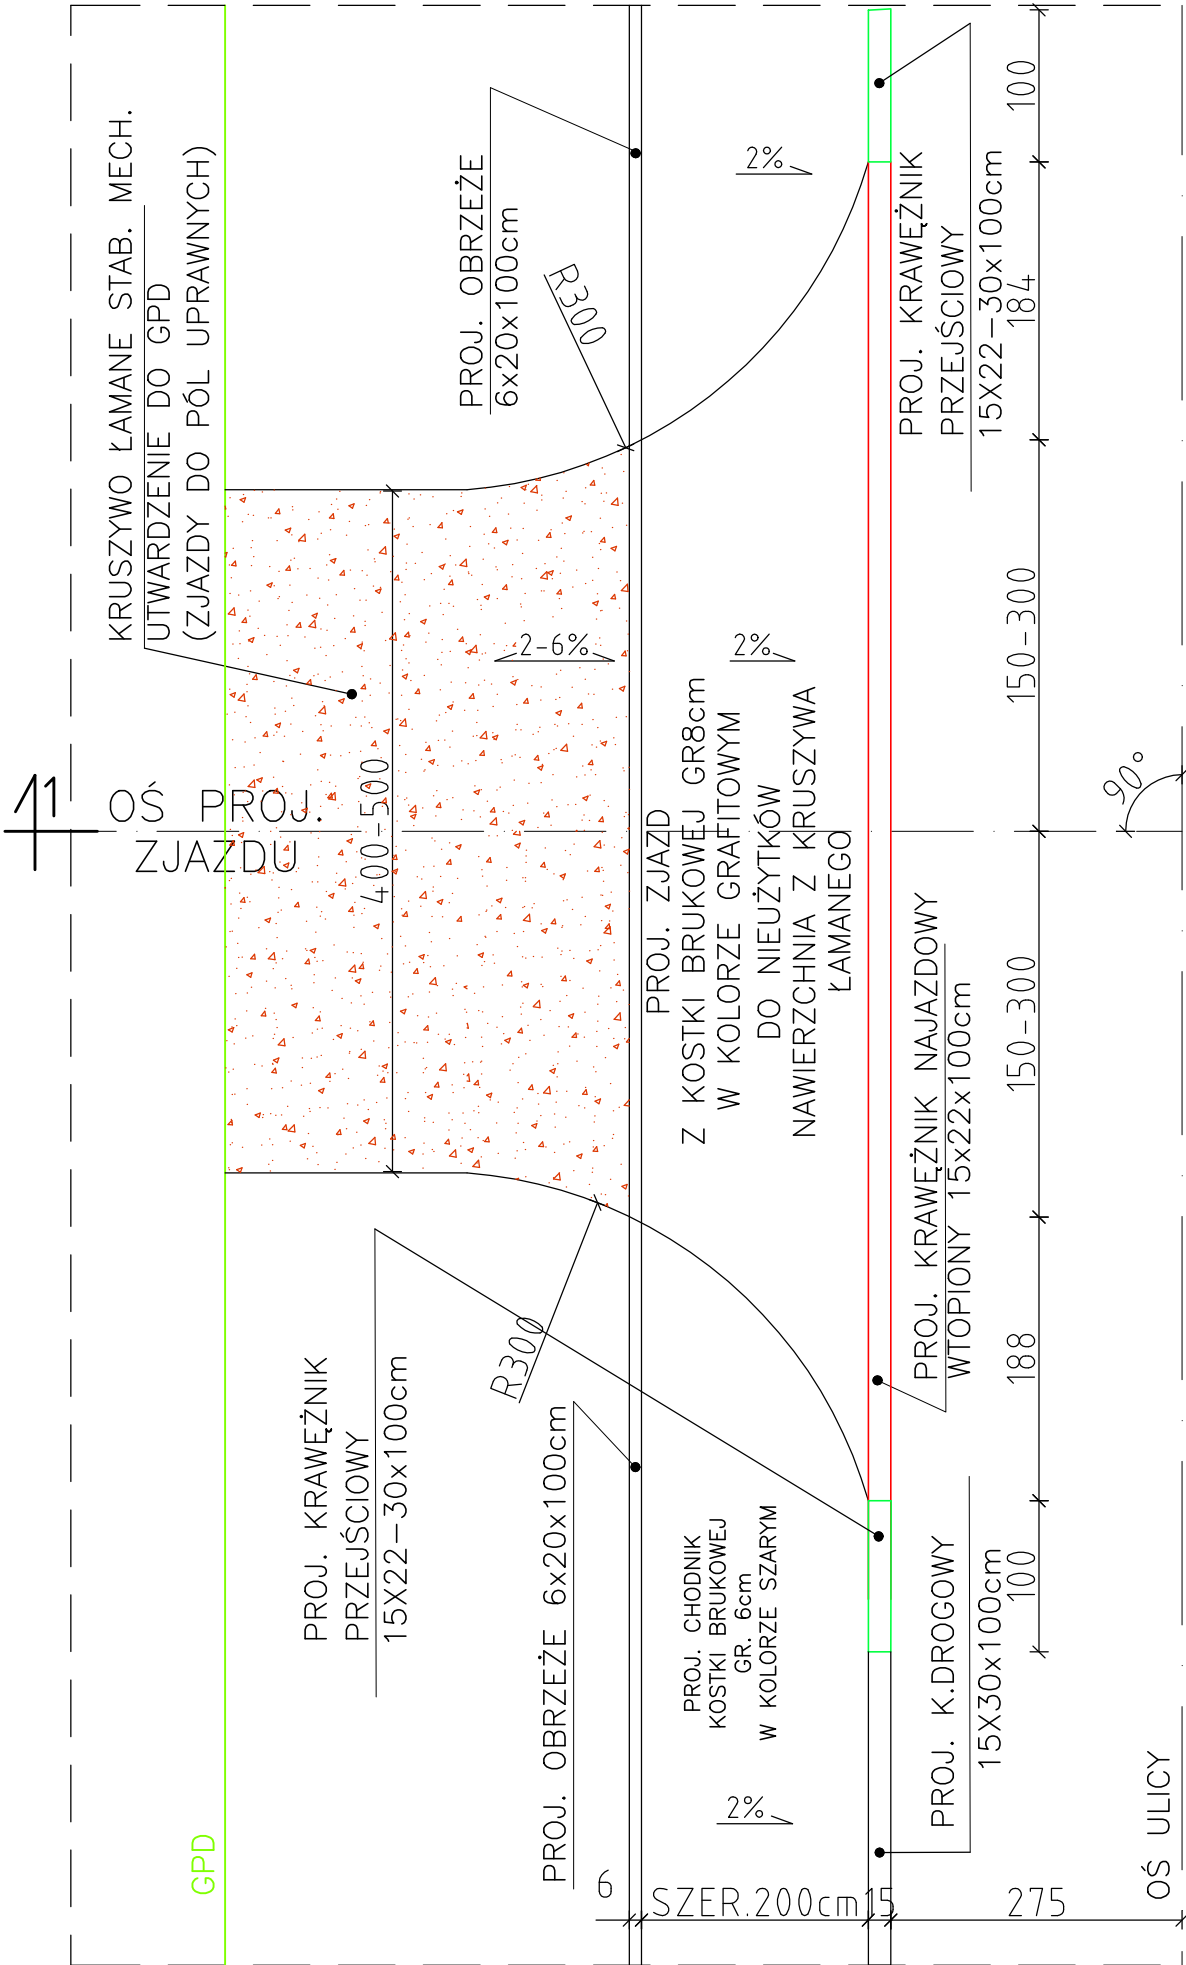 KRUSZYWO ŁAMANE STAB. MECH.
UTWARDZENIE DO GPD
(ZJAZDY DO PÓL UPRAWNYCH)
PROJ. OBRZEŻE
6x20x100cm
R300
2%
PROJ. KRAWĘŻNIK
PRZEJŚCIOWY
15X22-30x100cm
100
184
150-300
2-6%
2%
1
OŚ PROJ.
ZJAZDU
400-500
PROJ. ZJAZD
Z KOSTKI BRUKOWEJ GR8cm
W KOLORZE GRAFITOWYM
DO NIEUŻYTKÓW
NAWIERZCHNIA Z KRUSZYWA
ŁAMANEGO
90°
PROJ. KRAWĘŻNIK NAJAZDOWY
WTOPIONY 15x22x100cm
150-300
188
100
R300
PROJ. KRAWĘŻNIK
PRZEJŚCIOWY
15X22-30x100cm
PROJ. OBRZEŻE 6x20x100cm
PROJ. CHODNIK
KOSTKI BRUKOWEJ
GR. 6cm
W KOLORZE SZARYM
2%
PROJ. K.DROGOWY
15X30x100cm
GPD
OŚ ULICY
6
SZER.200cm
15
275